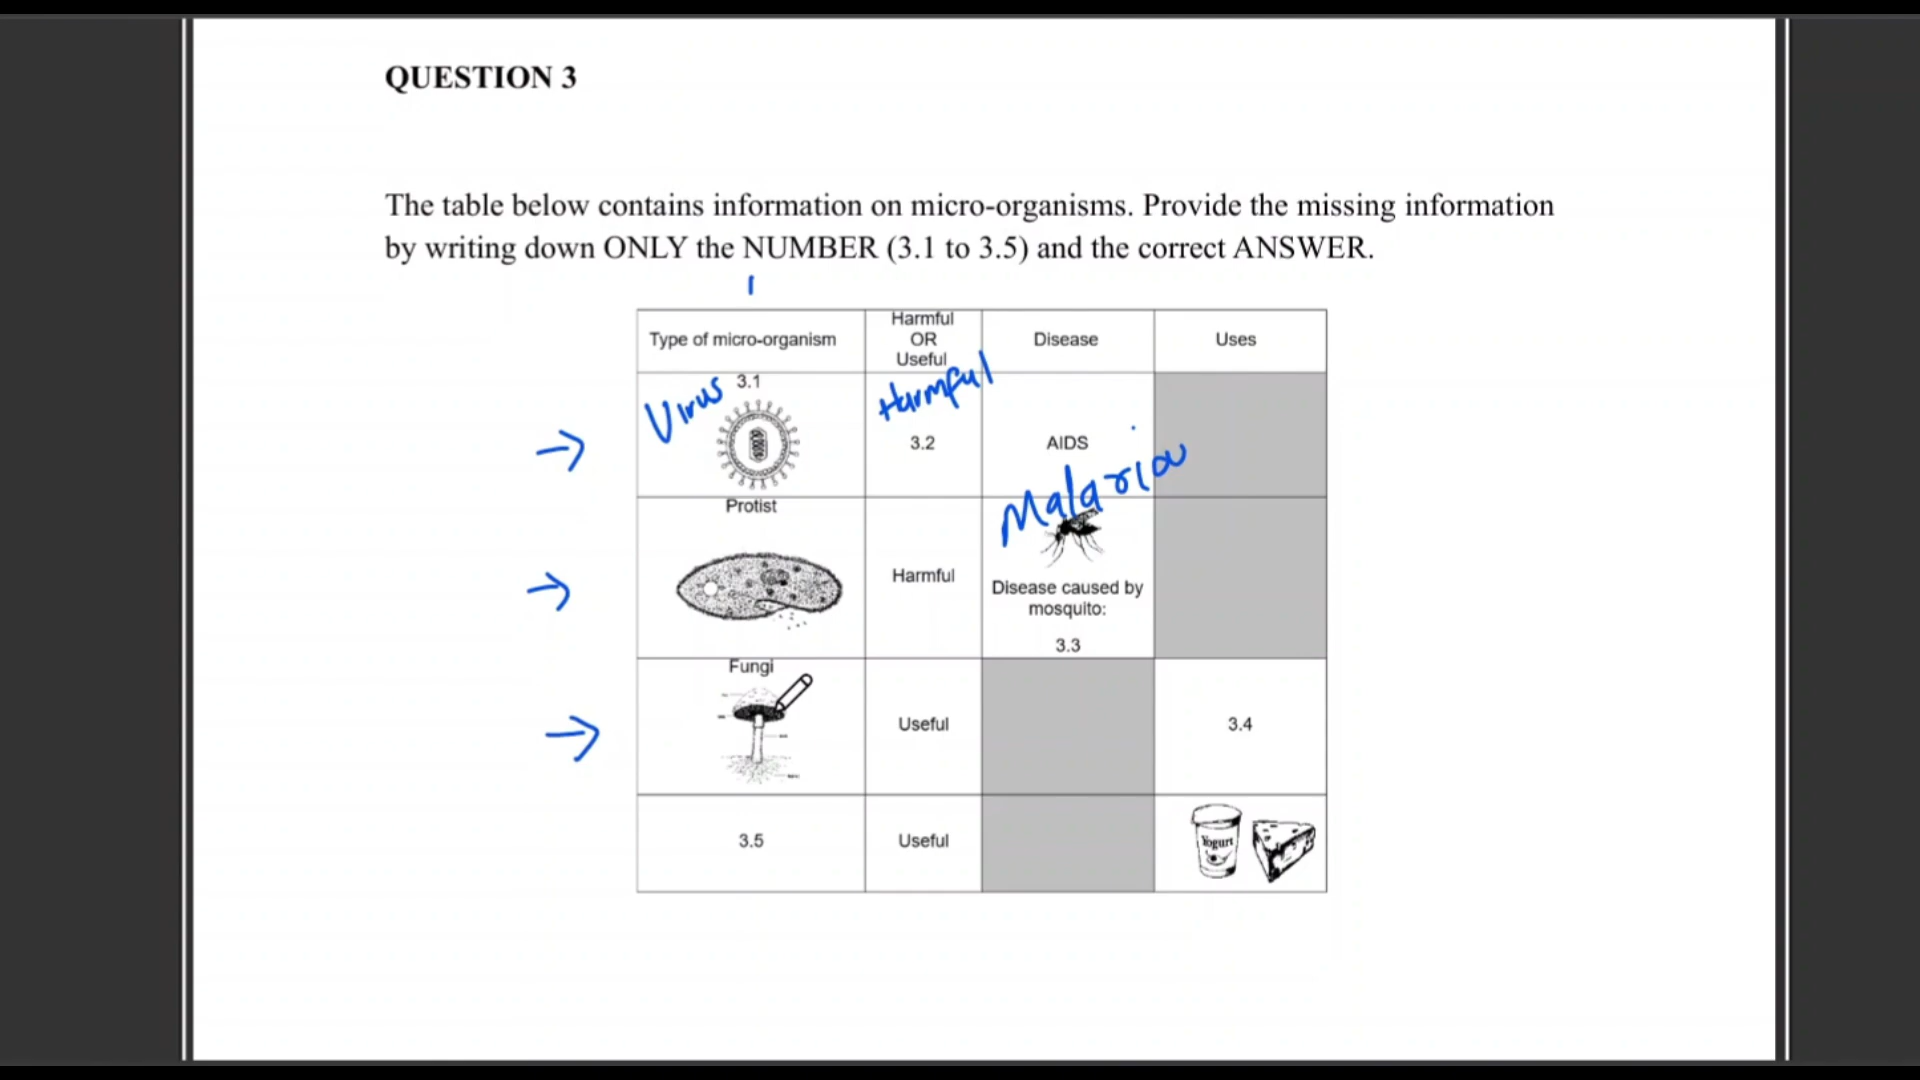 QUESTION 3
The table below contains information on micro-organisms. Provide the missing information
by writing down ONLY the NUMBER (3.1 to 3.5) and the correct ANSWER.
Type of micro-organism
Harmful
OR
Useful
Disease
Uses
Virus 3.1
Harmful
3.2
AIDS
Protist
Harmful
Malaria
Disease caused by
mosquito:
3.3
Fungi
Useful
3.4
3.5
Useful
Yogurt